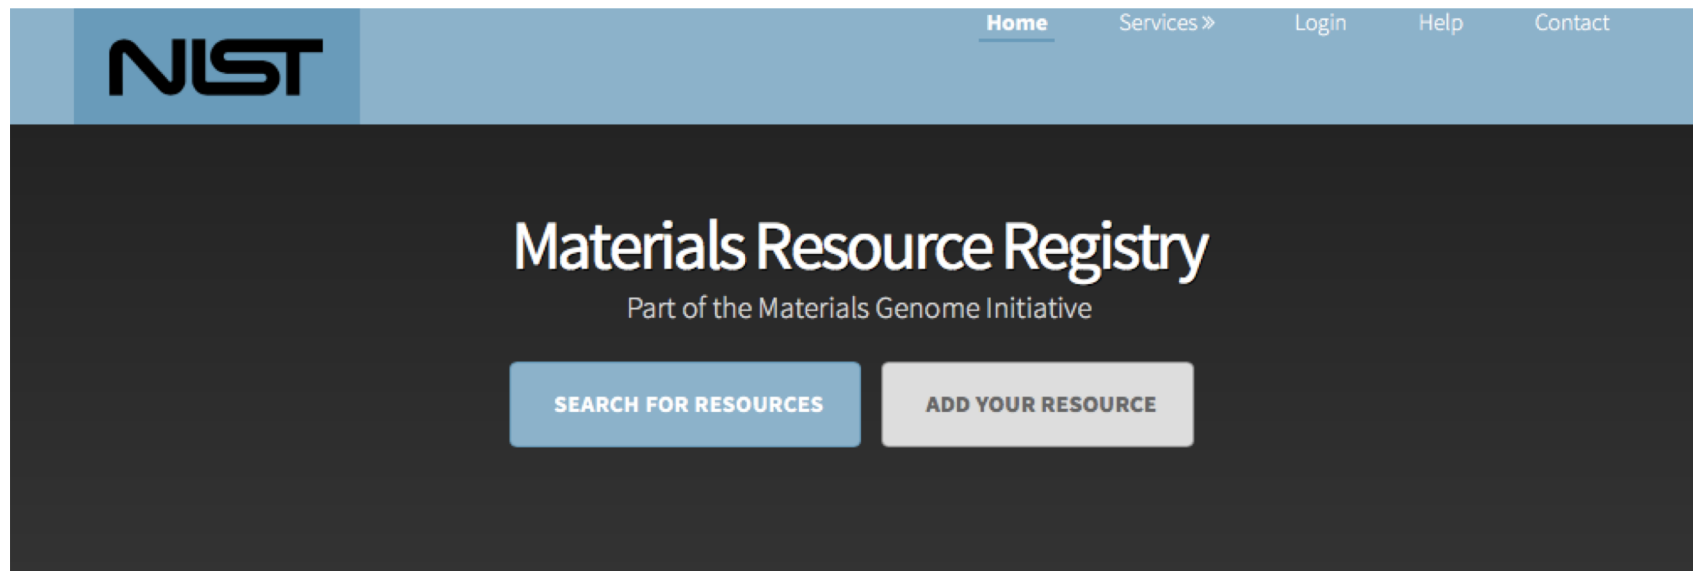 NIST
Home Services » Login Help Contact
Materials Resource Registry
Part of the Materials Genome Initiative
SEARCH FOR RESOURCES ADD YOUR RESOURCE